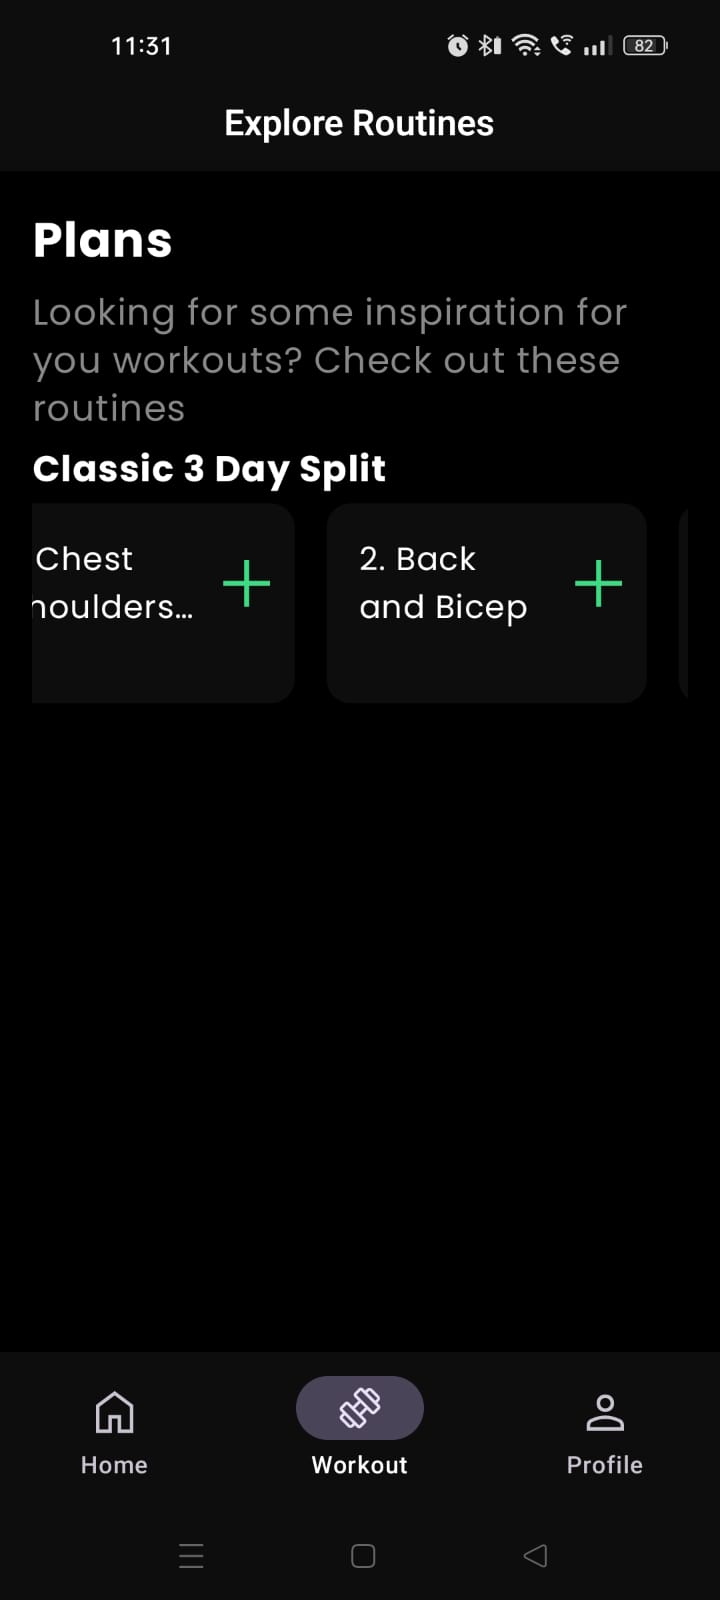 11:31
82
Explore Routines
Plans
Looking for some inspiration for
you workouts? Check out these
routines
Classic 3 Day Split
Chest
houlders...
2. Back
and Bicep
Home
Workout
Profile